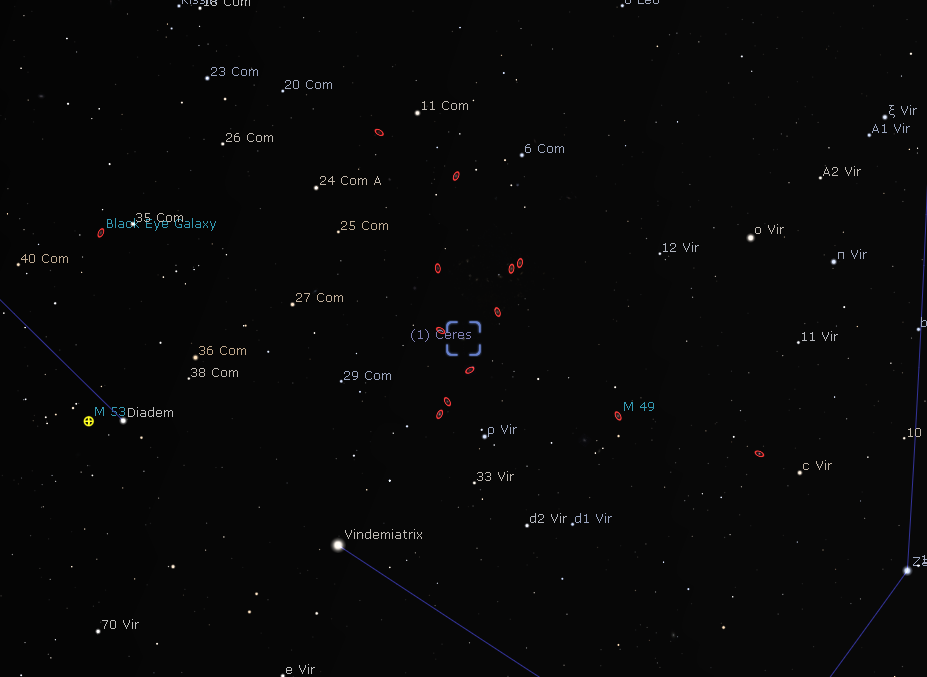 18 Com
23 Com
20 Com
11 Com
ξ Vir
A1 Vir
26 Com
6 Com
24 Com A
A2 Vir
35 Com
Black Eye Galaxy
25 Com
ο Vir
12 Vir
π Vir
40 Com
27 Com
(1) Ceres
11 Vir
36 Com
38 Com
29 Com
M 53
Diadem
M 49
ρ Vir
10
c Vir
33 Vir
d2 Vir
d1 Vir
Vindemiatrix
70 Vir
e Vir